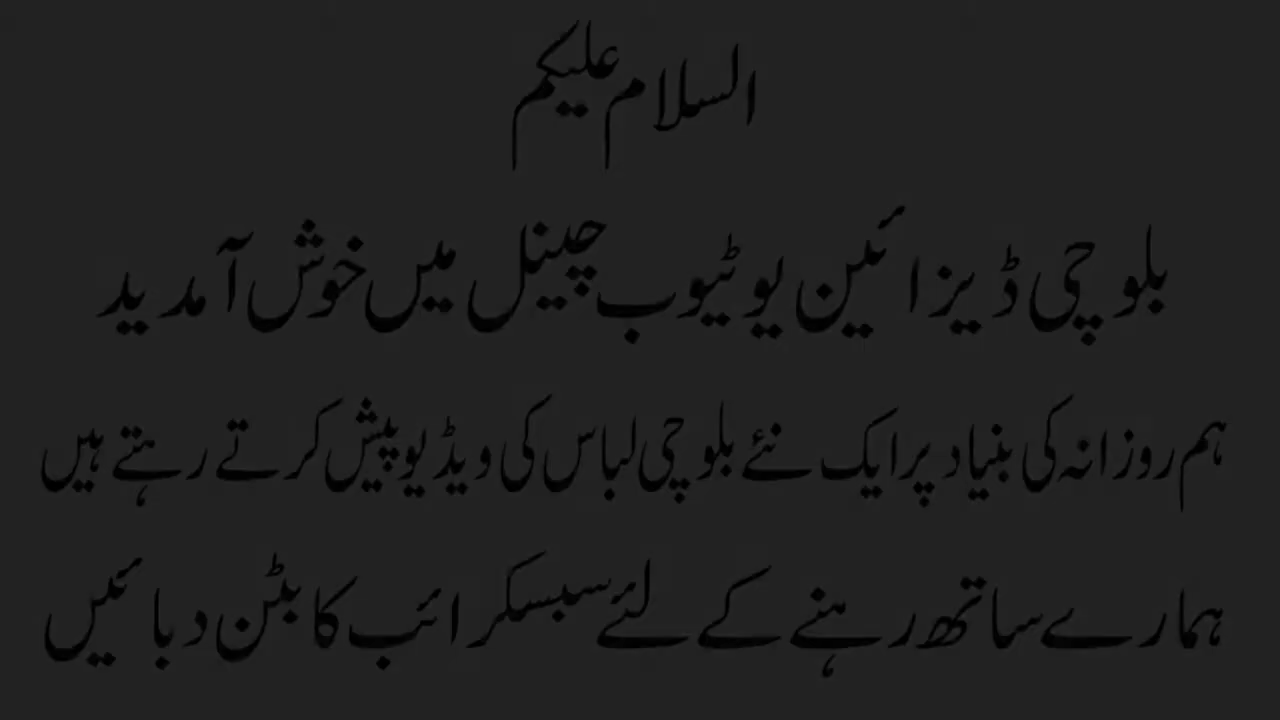 السلام علیکم
بلوچی ڈیزائین یوٹیوب چینل میں خوش آمدید
ہم روزانہ کی بنیاد پر ایک نئے بلوچی لباس کی ویڈیو پیش کرتے رہتے ہیں
ہمارے ساتھ رہنے کے لئے سبسکرائب کا بٹن دبائیں